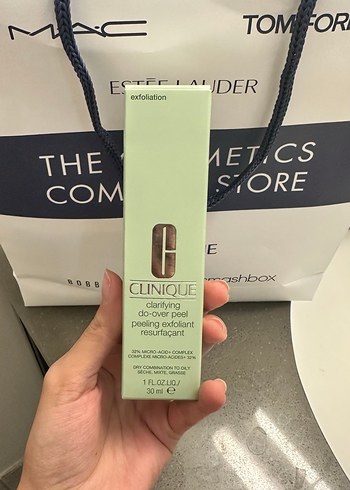 MAC
TOM FORD
ESTĒE LAUDER
exfoliation
THE COSMETICS
COMPANY STORE
CLINIQUE
clarifying
do-over peel
peeling exfoliant
resurfaçant
32% MICRO-ACID+ COMPLEX
COMPLEXE MICRO-ACIDES+ 32%
DRY COMBINATION TO OILY
SÈCHE, MIXTE, GRASSE
1 FL.OZ.LIQ./
30 ml ℮
BOBB
smashbox